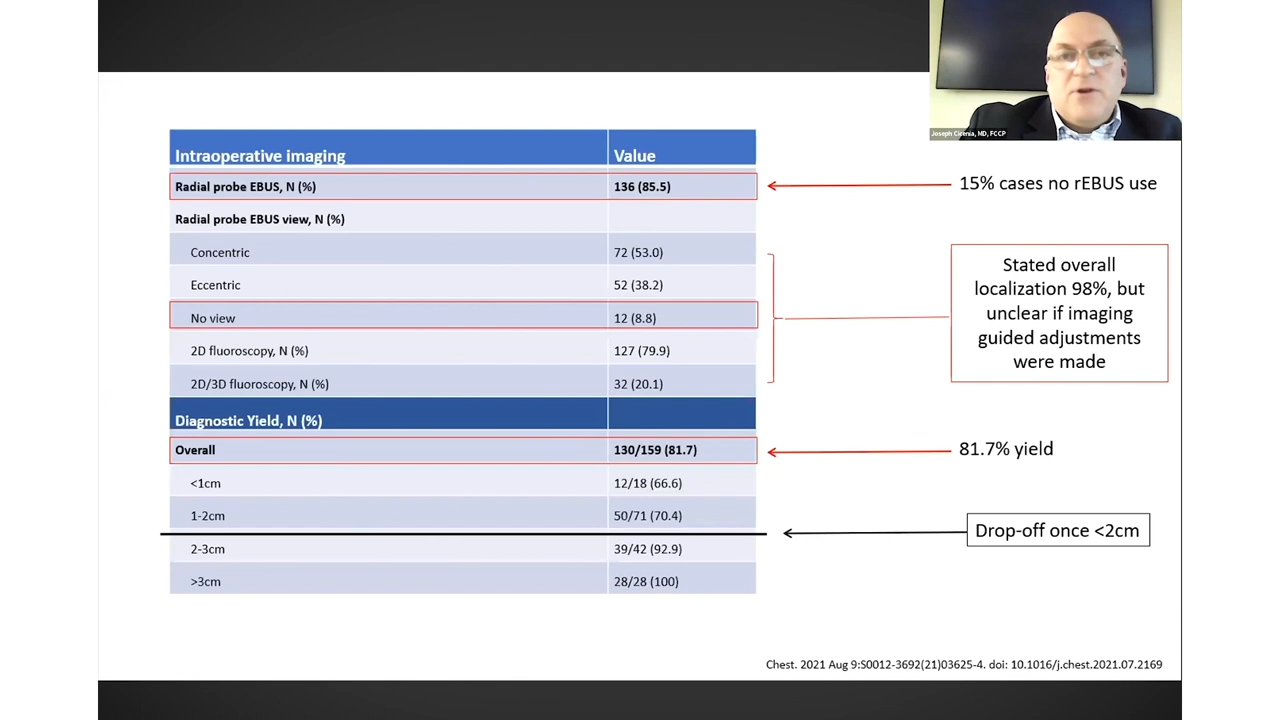 Joseph Cicenia, MD, FCCP
Intraoperative imaging Value
Radial probe EBUS, N (%) 136 (85.5)
15% cases no rEBUS use
Radial probe EBUS view, N (%)
Concentric 72 (53.0)
Eccentric 52 (38.2)
No view 12 (8.8)
2D fluoroscopy, N (%) 127 (79.9)
2D/3D fluoroscopy, N (%) 32 (20.1)
Stated overall
localization 98%, but
unclear if imaging
guided adjustments
were made
Diagnostic Yield, N (%)
Overall 130/159 (81.7)
81.7% yield
<1cm 12/18 (66.6)
1-2cm 50/71 (70.4)
Drop-off once <2cm
2-3cm 39/42 (92.9)
>3cm 28/28 (100)
Chest. 2021 Aug 9:S0012-3692(21)03625-4. doi: 10.1016/j.chest.2021.07.2169